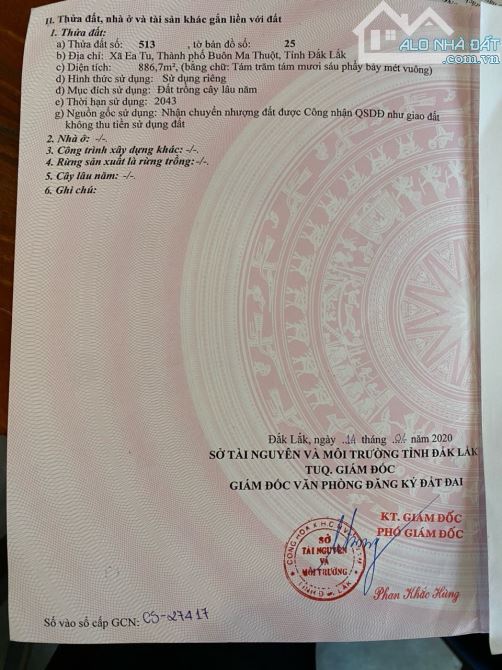 ALO NHÀ ĐẤT
.com.vn
II. Thửa đất, nhà ở và tài sản khác gắn liền với đất
1. Thửa đất:
a) Thửa đất số: 513, tờ bản đồ số: 25
b) Địa chỉ: Xã Ea Tu, Thành phố Buôn Ma Thuột, Tỉnh Đắk Lắk
c) Diện tích: 886,7m², (bằng chữ: Tám trăm tám mươi sáu phẩy bảy mét vuông)
d) Hình thức sử dụng: Sử dụng riêng
đ) Mục đích sử dụng: Đất trồng cây lâu năm
e) Thời hạn sử dụng: 2043
g) Nguồn gốc sử dụng: Nhận chuyển nhượng đất được Công nhận QSDĐ như giao đất
không thu tiền sử dụng đất
2. Nhà ở: -/-.
3. Công trình xây dựng khác: -/-.
4. Rừng sản xuất là rừng trồng:-/-.
5. Cây lâu năm: -/-.
6. Ghi chú:
Đắk Lắk, ngày 14 tháng 04 năm 2020
SỞ TÀI NGUYÊN VÀ MÔI TRƯỜNG TỈNH ĐẮK LẮK
TUQ. GIÁM ĐỐC
GIÁM ĐỐC VĂN PHÒNG ĐĂNG KÝ ĐẤT ĐAI
KT. GIÁM ĐỐC
PHÓ GIÁM ĐỐC
SỞ
TÀI NGUYÊN
VÀ
MÔI TRƯỜNG
Phan Khắc Hùng
Số vào sổ cấp GCN: CS-27417